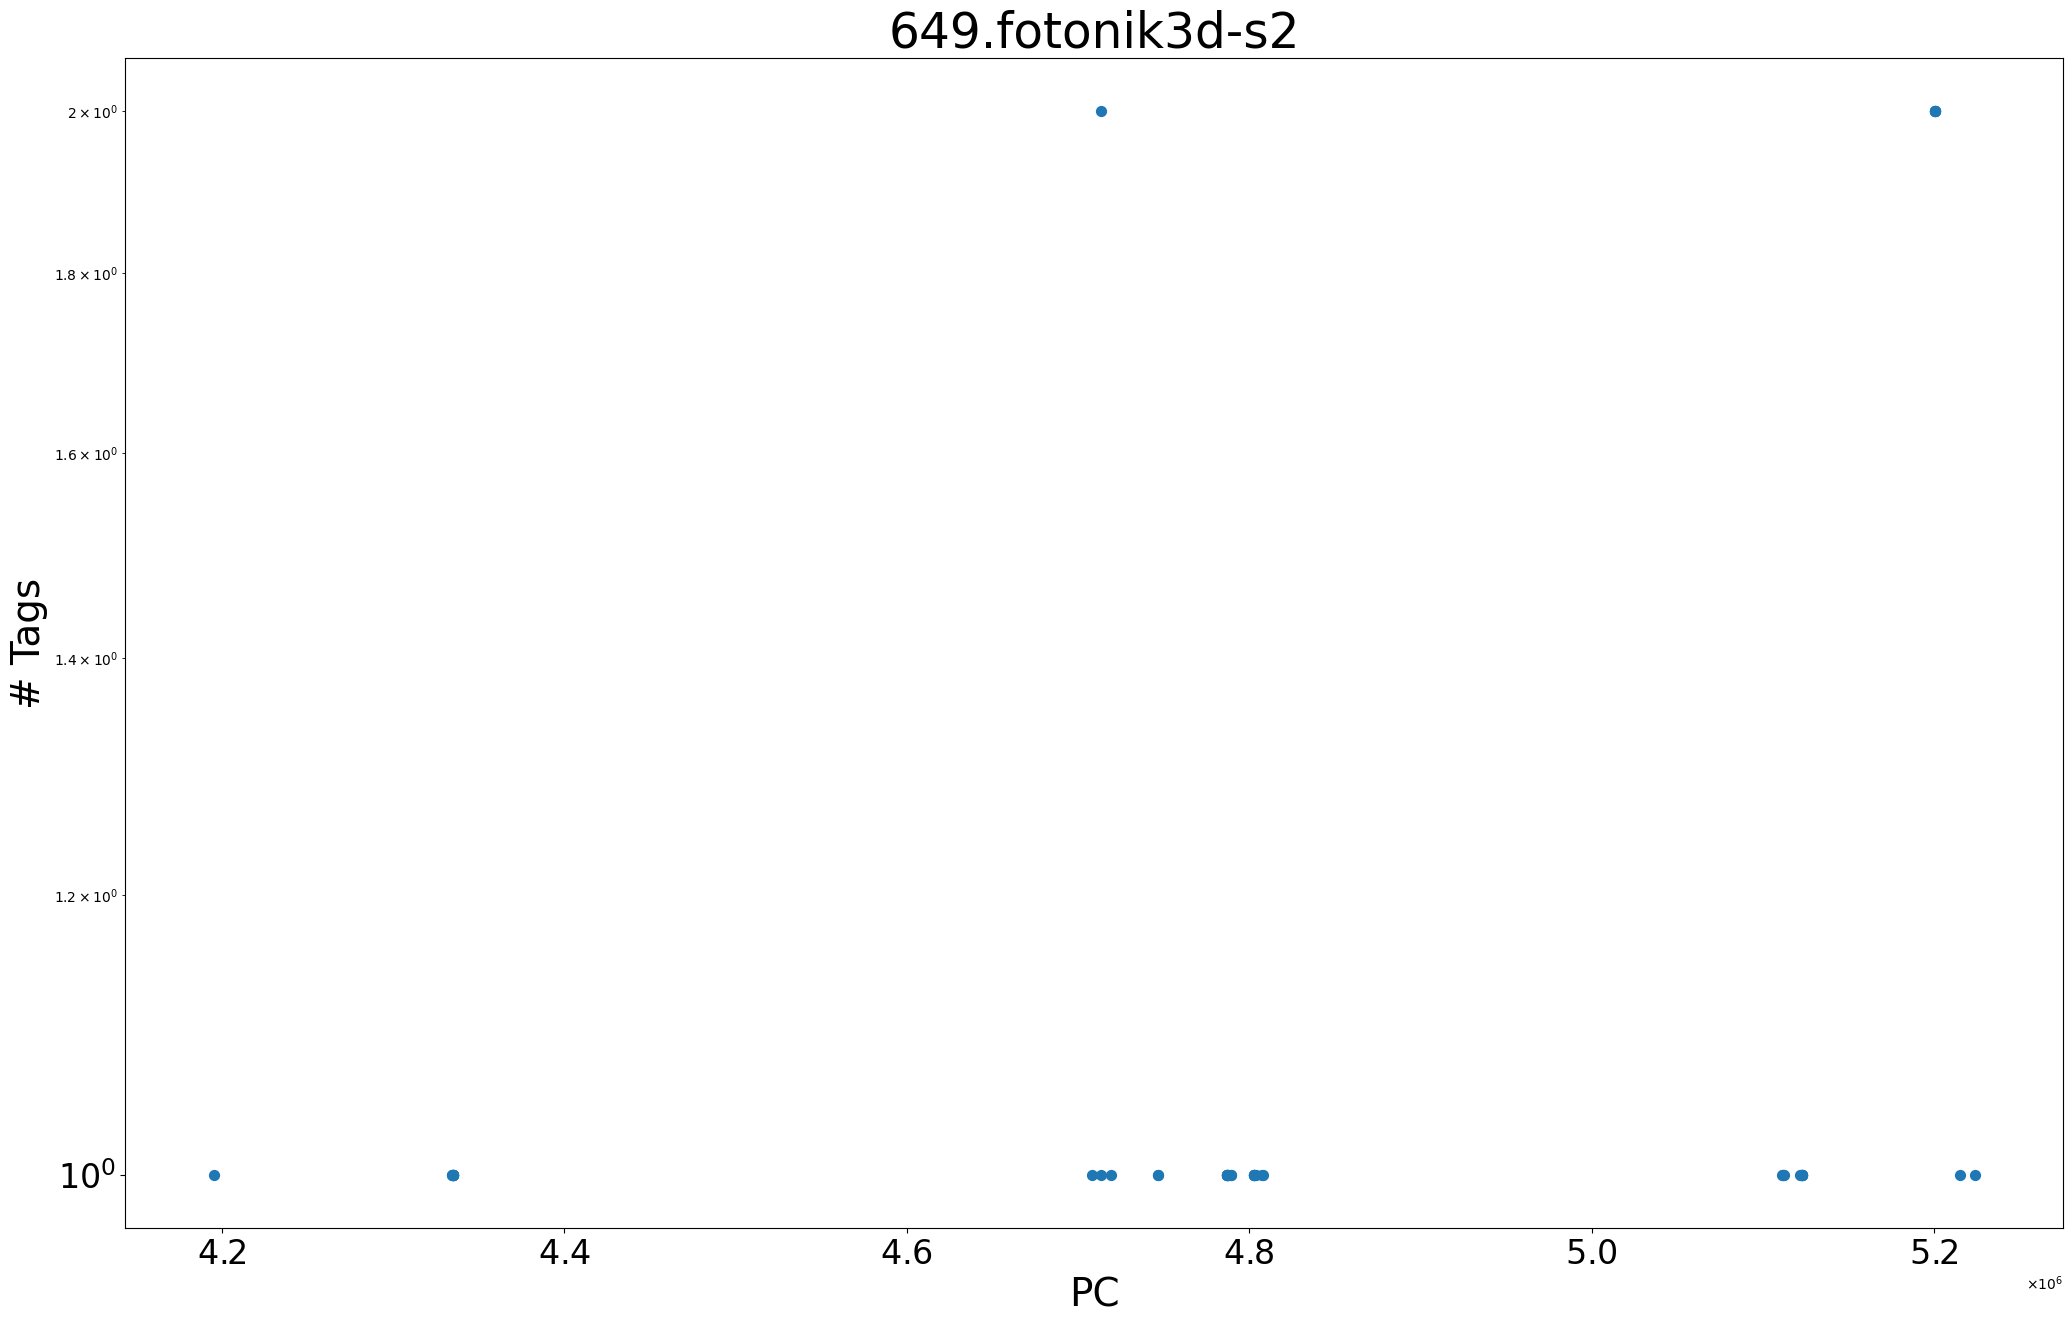 649.fotonik3d-s2
2 × 10⁰
1.8 × 10⁰
1.6 × 10⁰
1.4 × 10⁰
1.2 × 10⁰
10⁰
# Tags
4.2 4.4 4.6 4.8 5.0 5.2
×10⁶
PC